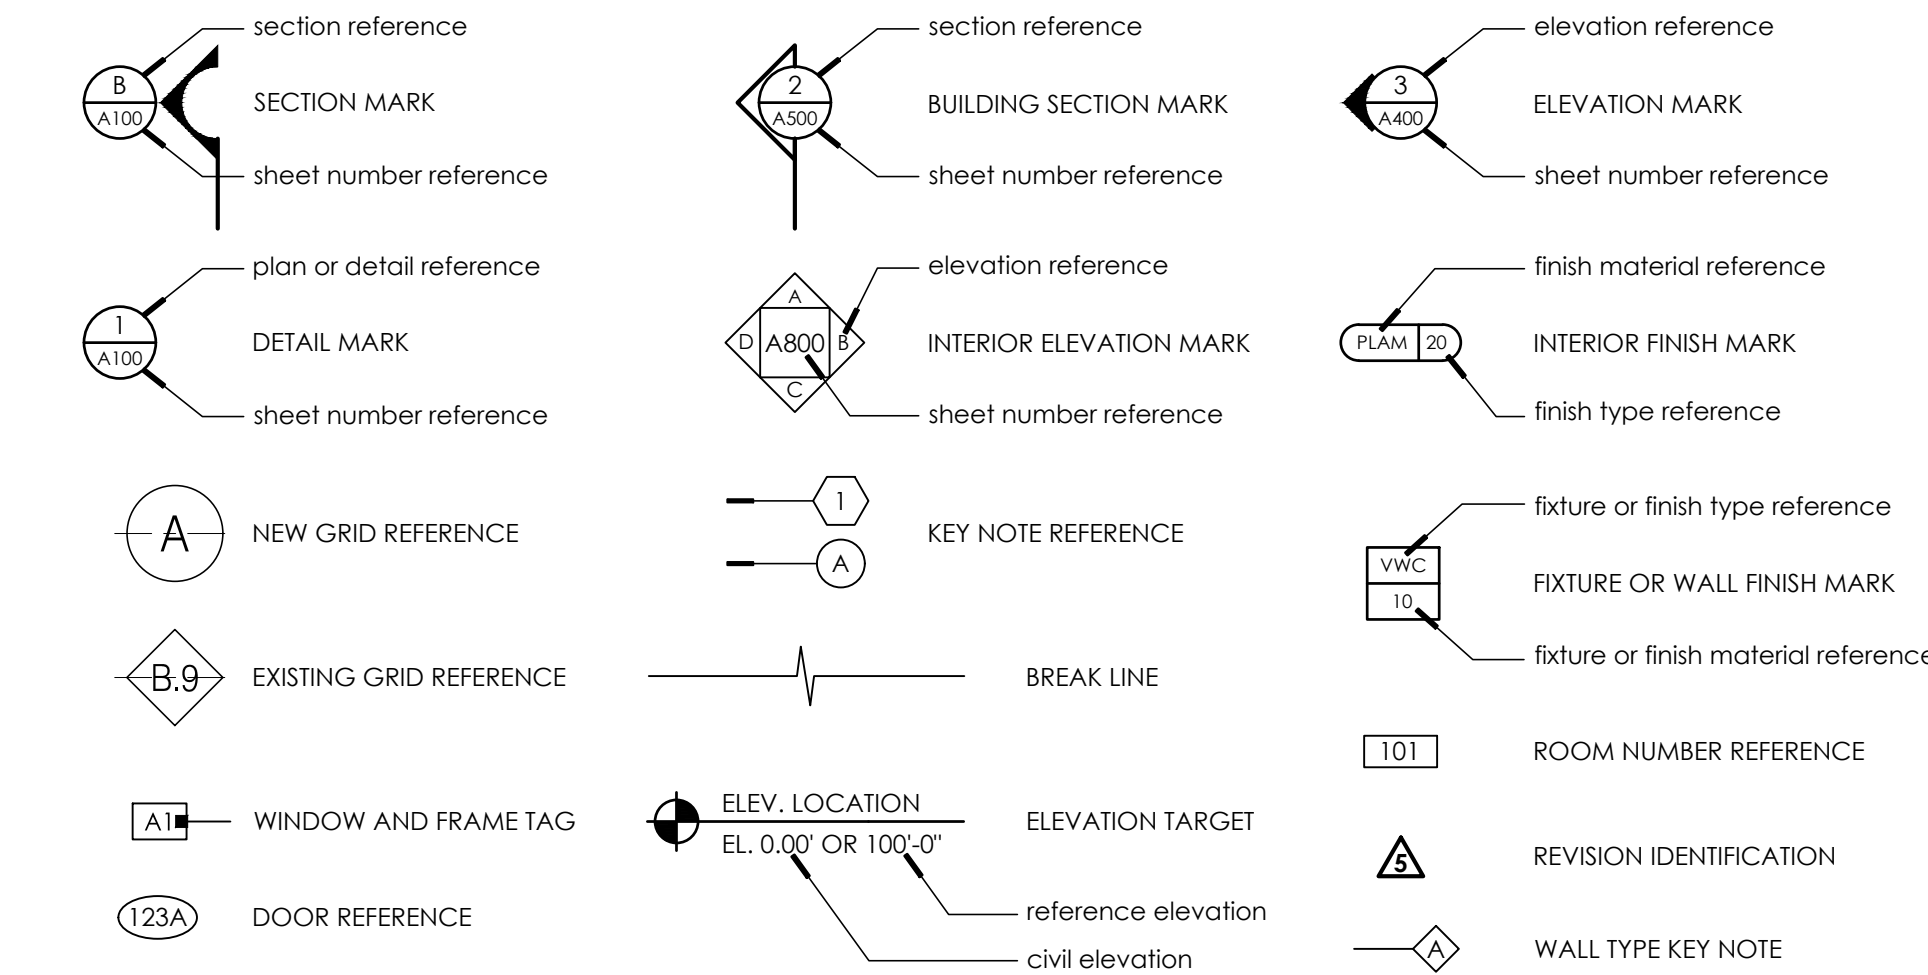 section reference
B
A100
SECTION MARK
sheet number reference
plan or detail reference
1
A100
DETAIL MARK
sheet number reference
A
NEW GRID REFERENCE
B.9
EXISTING GRID REFERENCE
A1
WINDOW AND FRAME TAG
123A
DOOR REFERENCE
section reference
2
A500
BUILDING SECTION MARK
sheet number reference
elevation reference
A
D A800 B
C
INTERIOR ELEVATION MARK
sheet number reference
1
A
KEY NOTE REFERENCE
BREAK LINE
ELEV. LOCATION
EL. 0.00' OR 100'-0"
ELEVATION TARGET
reference elevation
civil elevation
elevation reference
3
A400
ELEVATION MARK
sheet number reference
finish material reference
PLAM 20
INTERIOR FINISH MARK
finish type reference
fixture or finish type reference
VWC
10
FIXTURE OR WALL FINISH MARK
fixture or finish material reference
101
ROOM NUMBER REFERENCE
5
REVISION IDENTIFICATION
A
WALL TYPE KEY NOTE